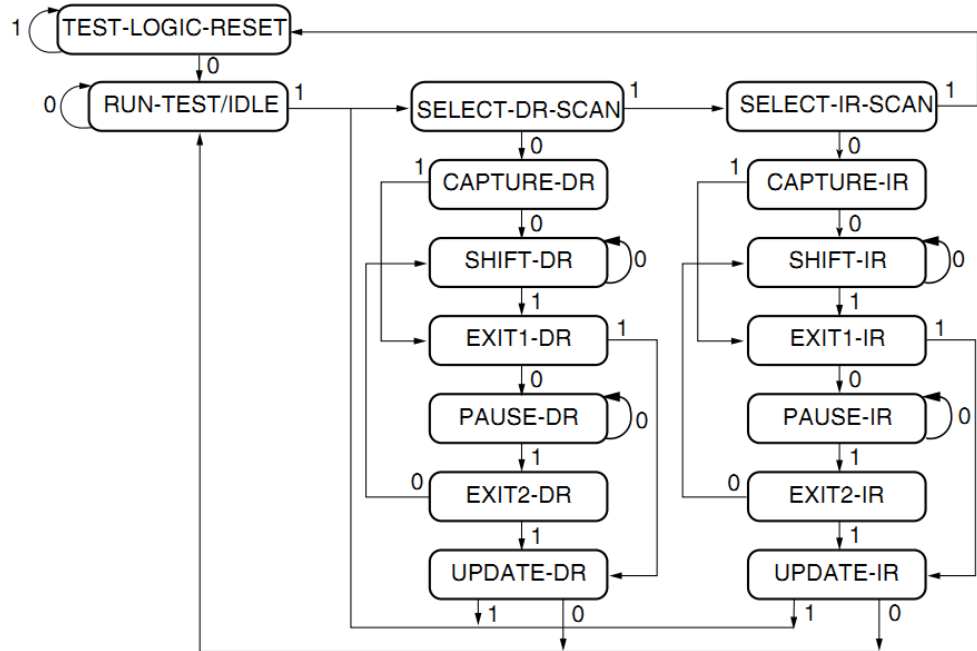 1 TEST-LOGIC-RESET
0
0 RUN-TEST/IDLE 1 SELECT-DR-SCAN 1 SELECT-IR-SCAN 1
0 0
1 CAPTURE-DR 1 CAPTURE-IR
0 0
SHIFT-DR 0 SHIFT-IR 0
1 1
EXIT1-DR 1 EXIT1-IR 1
0 0
PAUSE-DR 0 PAUSE-IR 0
1 1
0 EXIT2-DR 0 EXIT2-IR
1 1
UPDATE-DR UPDATE-IR
1 0 1 0